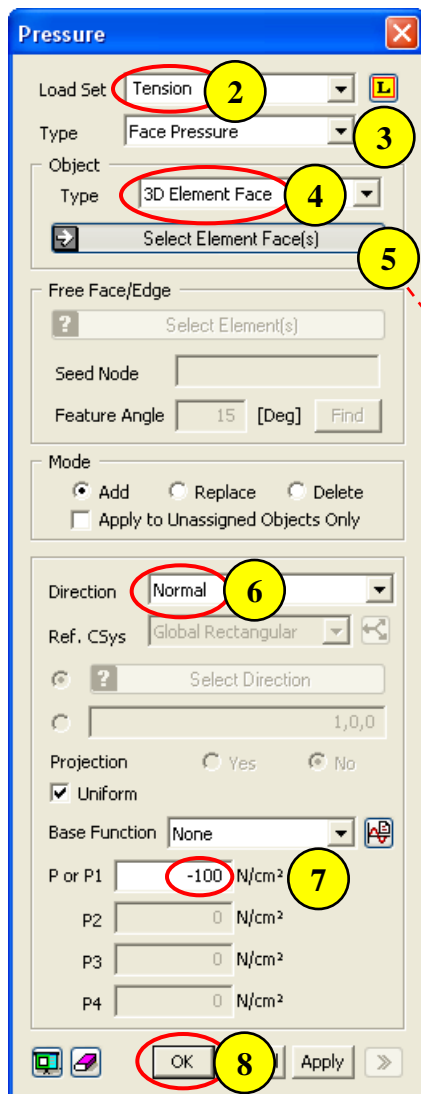 Pressure
Load Set Tension 2 L
Type Face Pressure 3
Object
Type 3D Element Face 4
Select Element Face(s) 5
Free Face/Edge
? Select Element(s)
Seed Node
Feature Angle 15 [Deg] Find
Mode
Add Replace Delete
Apply to Unassigned Objects Only
Direction Normal 6
Ref. CSys Global Rectangular
? Select Direction
1,0,0
Projection Yes No
Uniform
Base Function None
P or P1 -100 N/cm² 7
P2 0 N/cm²
P3 0 N/cm²
P4 0 N/cm²
OK 8 Apply